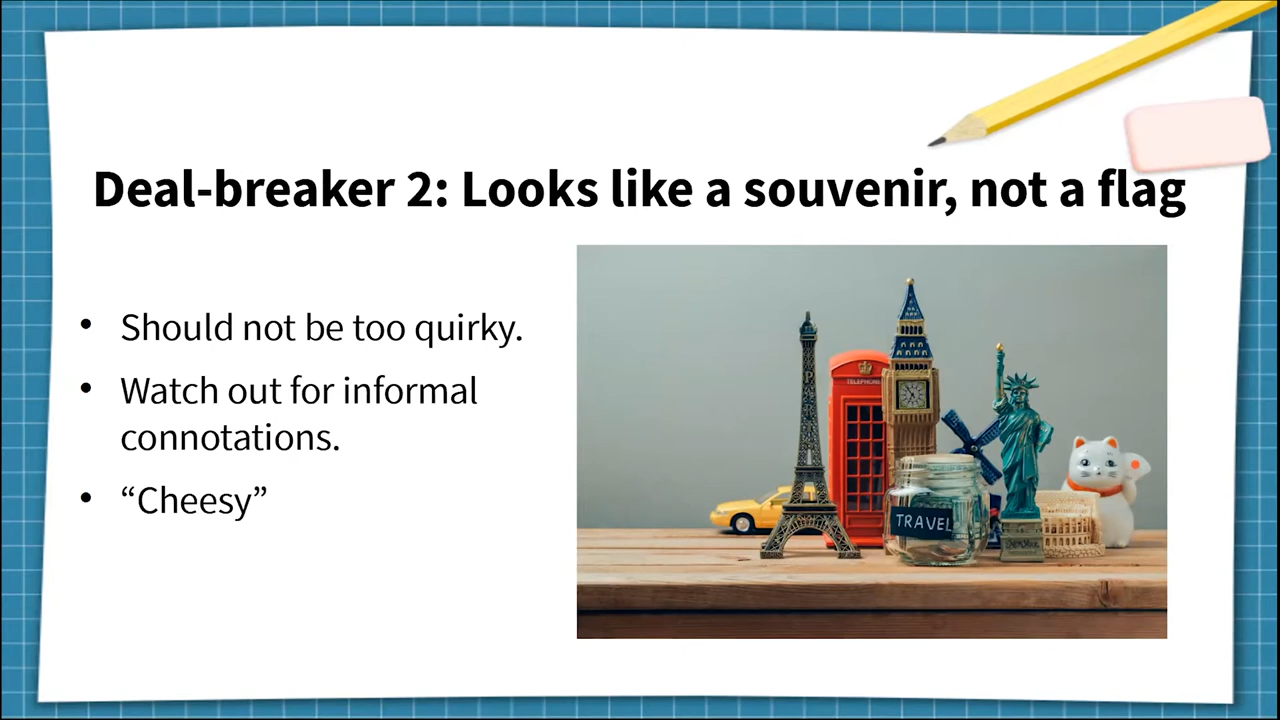 Deal-breaker 2: Looks like a souvenir, not a flag
• Should not be too quirky.
• Watch out for informal
connotations.
• “Cheesy”
TELEPHONE
TRAVEL